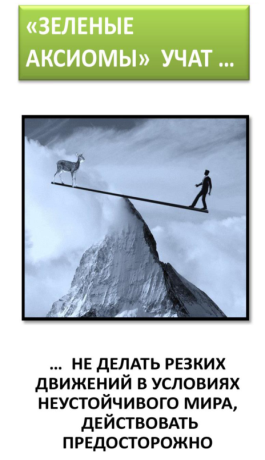 «ЗЕЛЕНЫЕ
АКСИОМЫ» УЧАТ ...
... НЕ ДЕЛАТЬ РЕЗКИХ
ДВИЖЕНИЙ В УСЛОВИЯХ
НЕУСТОЙЧИВОГО МИРА,
ДЕЙСТВОВАТЬ
ПРЕДОСТОРОЖНО